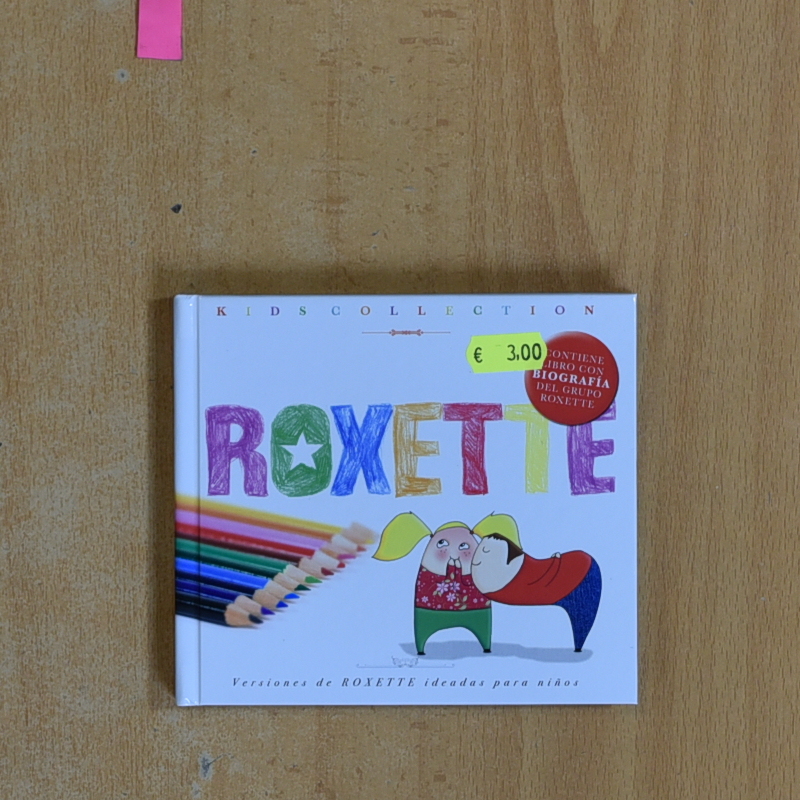 KIDS COLLECTION
€ 3,00
CONTIENE
LIBRO CON
BIOGRAFÍA
DEL GRUPO
ROXETTE
ROXETTE
Versiones de ROXETTE ideadas para niños